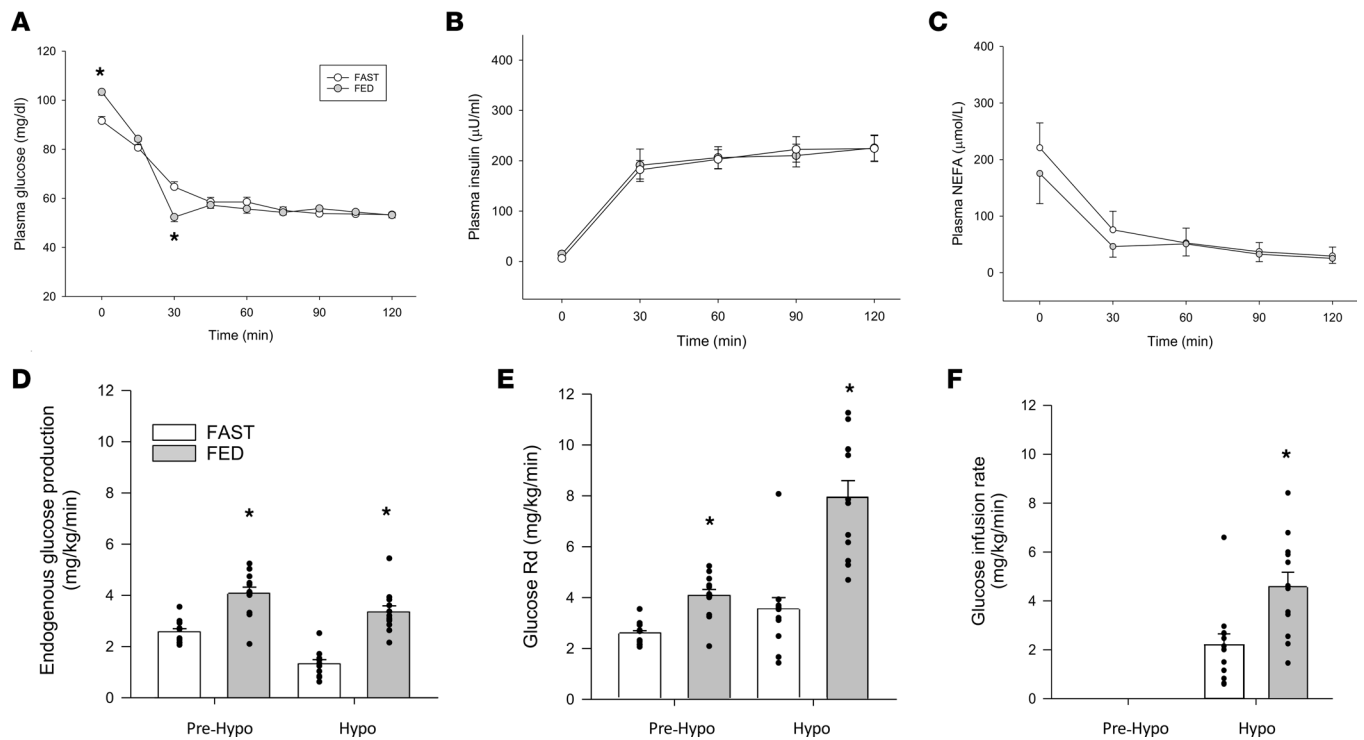 A
120
100
80
60
40
20
Plasma glucose (mg/dl)
*
*
FAST
FED
0
30
60
90
120
Time (min)
B
400
300
200
100
0
Plasma insulin (μU/ml)
0
30
60
90
120
Time (min)
C
400
300
200
100
0
Plasma NEFA (μmol/L)
0
30
60
90
120
Time (min)
D
12
10
8
6
4
2
0
Endogenous glucose production
(mg/kg/min)
FAST
FED
*
*
Pre-Hypo
Hypo
E
12
10
8
6
4
2
0
Glucose Rd (mg/kg/min)
*
*
Pre-Hypo
Hypo
F
12
10
8
6
4
2
0
Glucose infusion rate
(mg/kg/min)
*
Pre-Hypo
Hypo